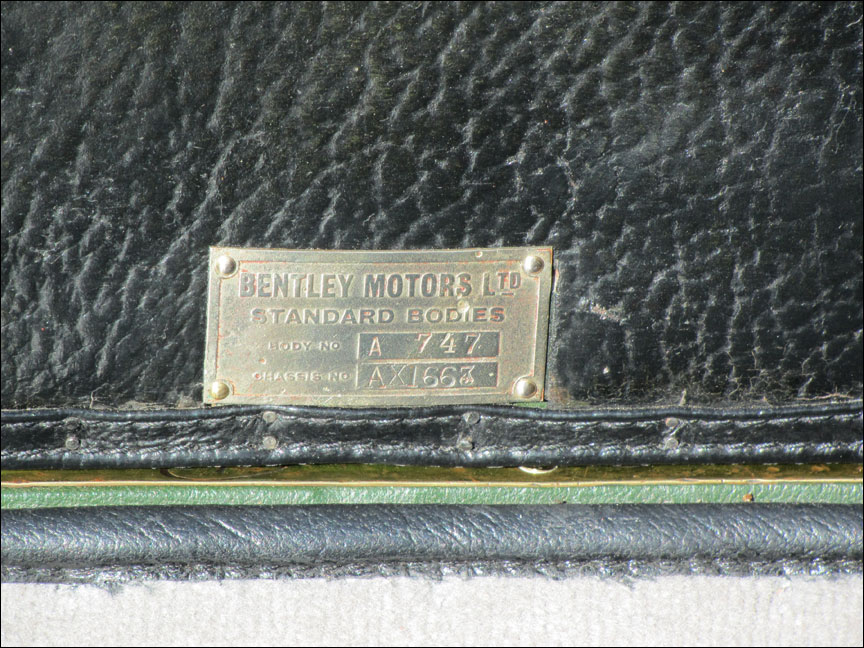 BENTLEY MOTORS LTD
STANDARD BODIES
BODY NO A 747
CHASSIS NO AX1663